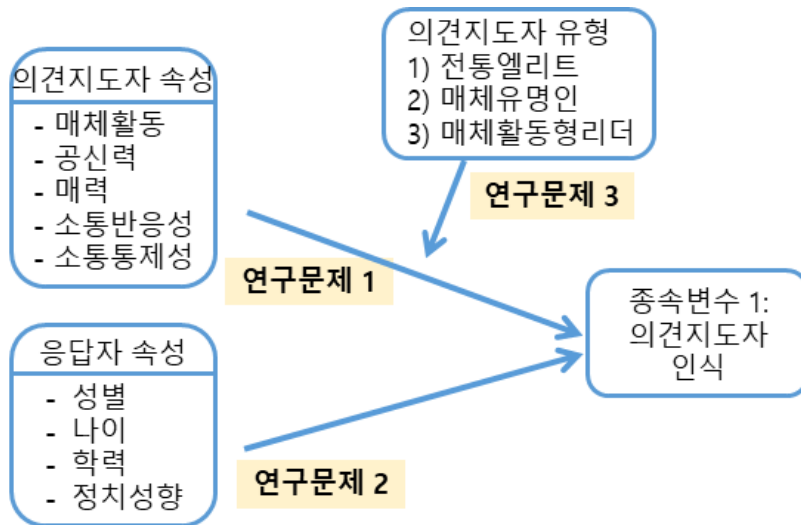 의견지도자 속성
- 매체활동
- 공신력
- 매력
- 소통반응성
- 소통통제성
의견지도자 유형
1) 전통엘리트
2) 매체유명인
3) 매체활동형리더
연구문제 3
연구문제 1
종속변수 1:
의견지도자
인식
응답자 속성
- 성별
- 나이
- 학력
- 정치성향
연구문제 2